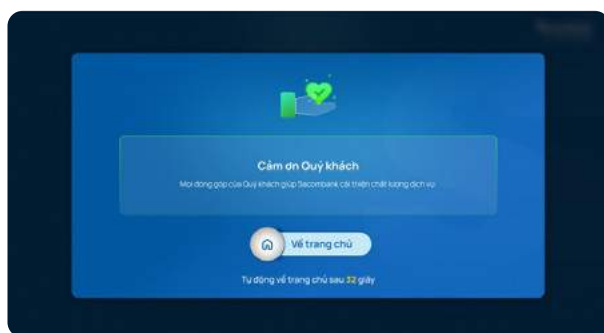 Cảm ơn Quý khách
Mọi đóng góp của Quý khách giúp Sacombank cải thiện chất lượng dịch vụ
Về trang chủ
Tự động về trang chủ sau 32 giây